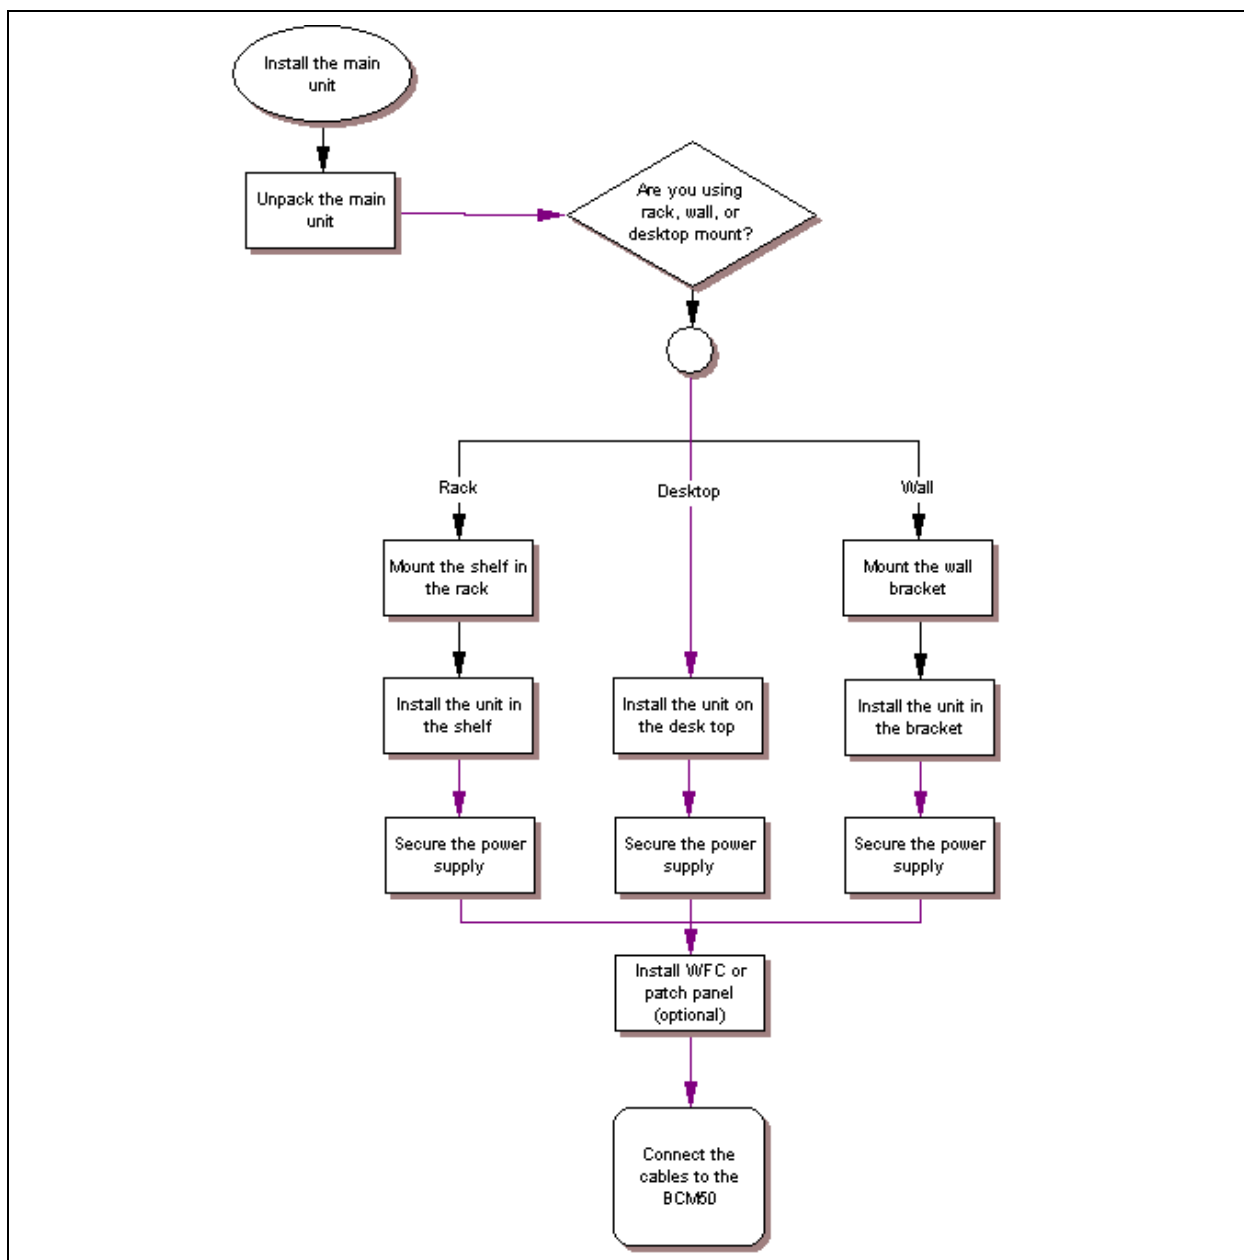 Install the main
unit
Unpack the main
unit
Are you using
rack, wall, or
desktop mount?
Rack
Desktop
Wall
Mount the shelf in
the rack
Mount the wall
bracket
Install the unit in
the shelf
Install the unit on
the desk top
Install the unit in
the bracket
Secure the power
supply
Secure the power
supply
Secure the power
supply
Install WFC or
patch panel
(optional)
Connect the
cables to the
BCM50